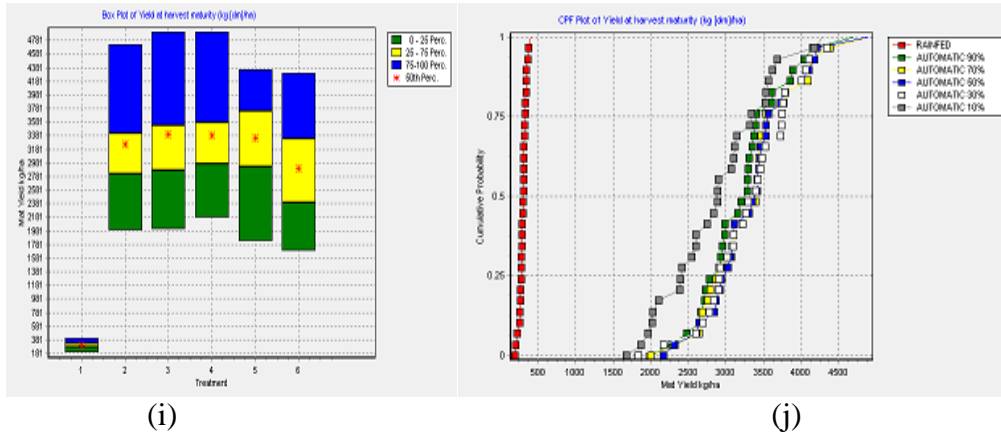 Box Plot of Yield at harvest maturity (kg [dm]/ha)
Mat Yield kg/ha
4781
4581
4381
4181
3981
3781
3581
3381
3181
2981
2781
2581
2381
2181
1981
1781
1581
1381
1181
981
781
581
381
181
1 2 3 4 5 6
Treatment
0 - 25 Perc.
25 - 75 Perc.
75-100 Perc.
50th Perc.
(i)
CPF Plot of Yield at harvest maturity (kg [dm]/ha)
Cumulative Probability
1
0.75
0.5
0.25
0
500 1000 1500 2000 2500 3000 3500 4000 4500
Mat Yield kg/ha
RAINFED
AUTOMATIC 90%
AUTOMATIC 70%
AUTOMATIC 50%
AUTOMATIC 30%
AUTOMATIC 10%
(j)